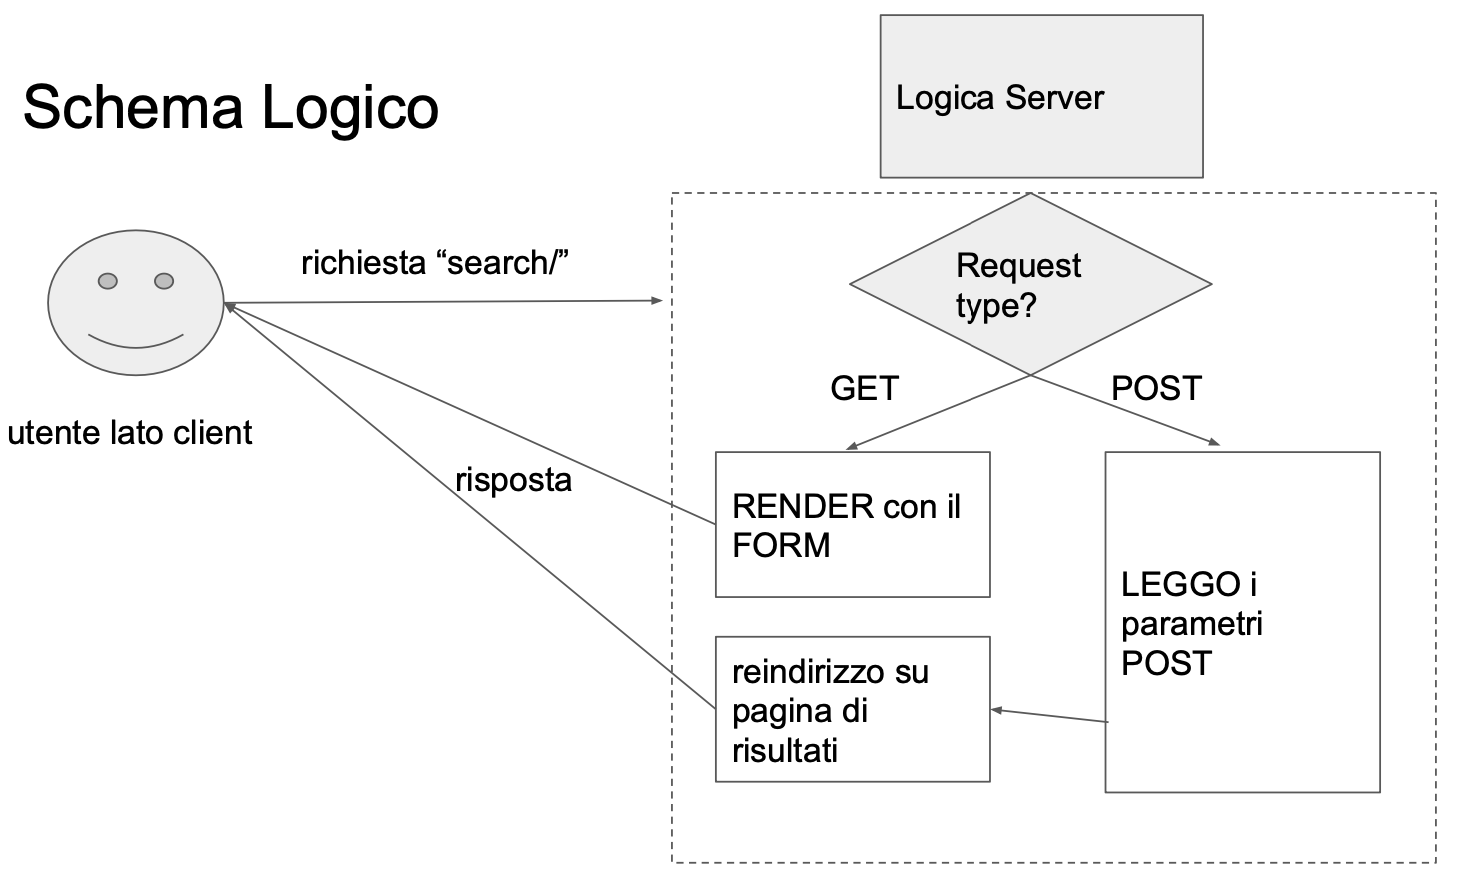 Schema Logico
Logica Server
richiesta “search/”
Request
type?
utente lato client
GET
POST
risposta
RENDER con il
FORM
LEGGO i
parametri
POST
reindirizzo su
pagina di
risultati